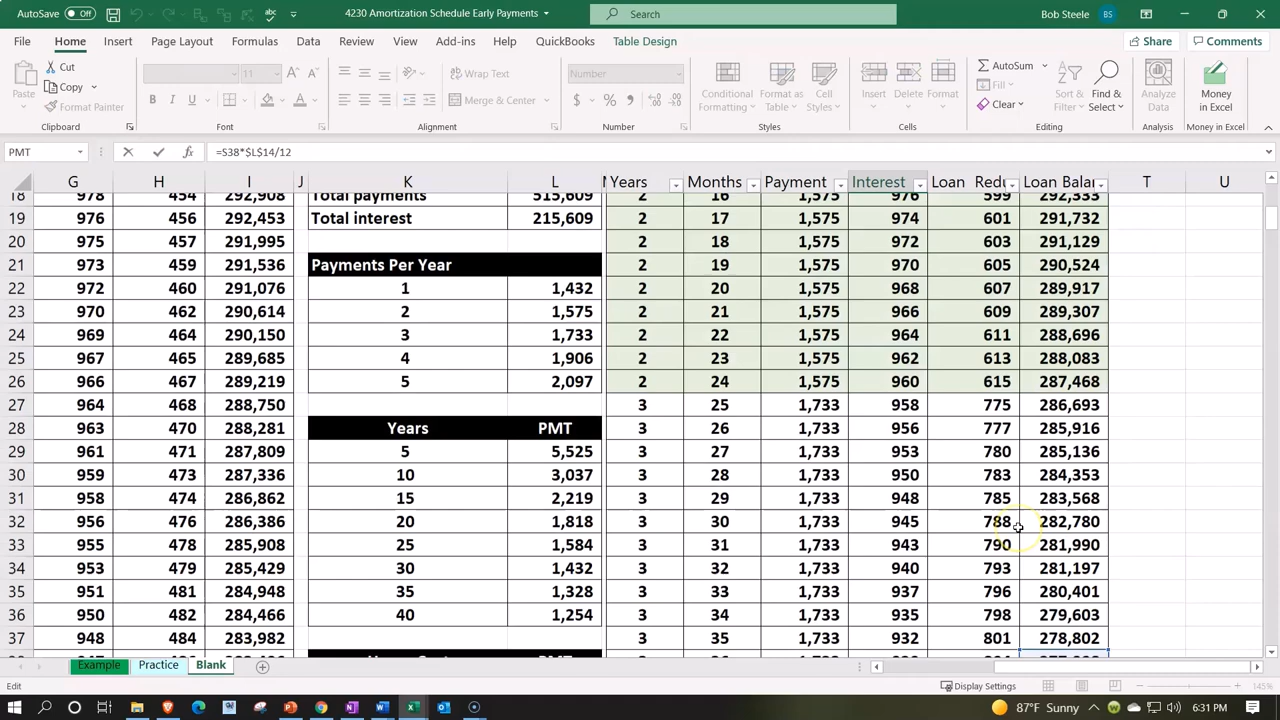 AutoSave Off 4230 Amortization Schedule Early Payments Search Bob Steele BS
File Home Insert Page Layout Formulas Data Review View Add-ins Help QuickBooks Table Design Share Comments
Paste Cut Copy Format Painter 11 Wrap Text Merge & Center Number Conditional Formatting Format as Table Cell Styles Insert Delete Format AutoSum Fill Clear Sort & Filter Find & Select Analyze Data Money in Excel
Clipboard Font Alignment Number Styles Cells Editing Analysis Money in Excel
PMT =S38*$L$14/12
G H I J K L Years Months Payment Interest Loan Redu Loan Balan T U
18 978 454 292,908 Total payments 515,609 2 16 1,575 976 599 292,333
19 976 456 292,453 Total interest 215,609 2 17 1,575 974 601 291,732
20 975 457 291,995 2 18 1,575 972 603 291,129
21 973 459 291,536 Payments Per Year 2 19 1,575 970 605 290,524
22 972 460 291,076 1 1,432 2 20 1,575 968 607 289,917
23 970 462 290,614 2 1,575 2 21 1,575 966 609 289,307
24 969 464 290,150 3 1,733 2 22 1,575 964 611 288,696
25 967 465 289,685 4 1,906 2 23 1,575 962 613 288,083
26 966 467 289,219 5 2,097 2 24 1,575 960 615 287,468
27 964 468 288,750 3 25 1,733 958 775 286,693
28 963 470 288,281 Years PMT 3 26 1,733 956 777 285,916
29 961 471 287,809 5 5,525 3 27 1,733 953 780 285,136
30 959 473 287,336 10 3,037 3 28 1,733 950 783 284,353
31 958 474 286,862 15 2,219 3 29 1,733 948 785 283,568
32 956 476 286,386 20 1,818 3 30 1,733 945 788 282,780
33 955 478 285,908 25 1,584 3 31 1,733 943 790 281,990
34 953 479 285,429 30 1,432 3 32 1,733 940 793 281,197
35 951 481 284,948 35 1,328 3 33 1,733 937 796 280,401
36 950 482 284,466 40 1,254 3 34 1,733 935 798 279,603
37 948 484 283,982 3 35 1,733 932 801 278,802
Example Practice Blank
Edit Display Settings 145%
87°F Sunny 6:31 PM